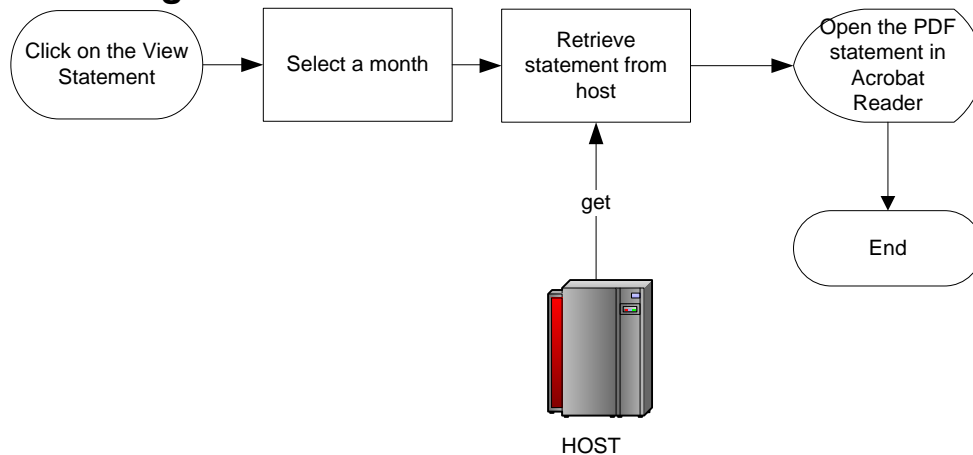 Click on the View
Statement
Select a month
Retrieve
statement from
host
Open the PDF
statement in
Acrobat
Reader
get
End
HOST